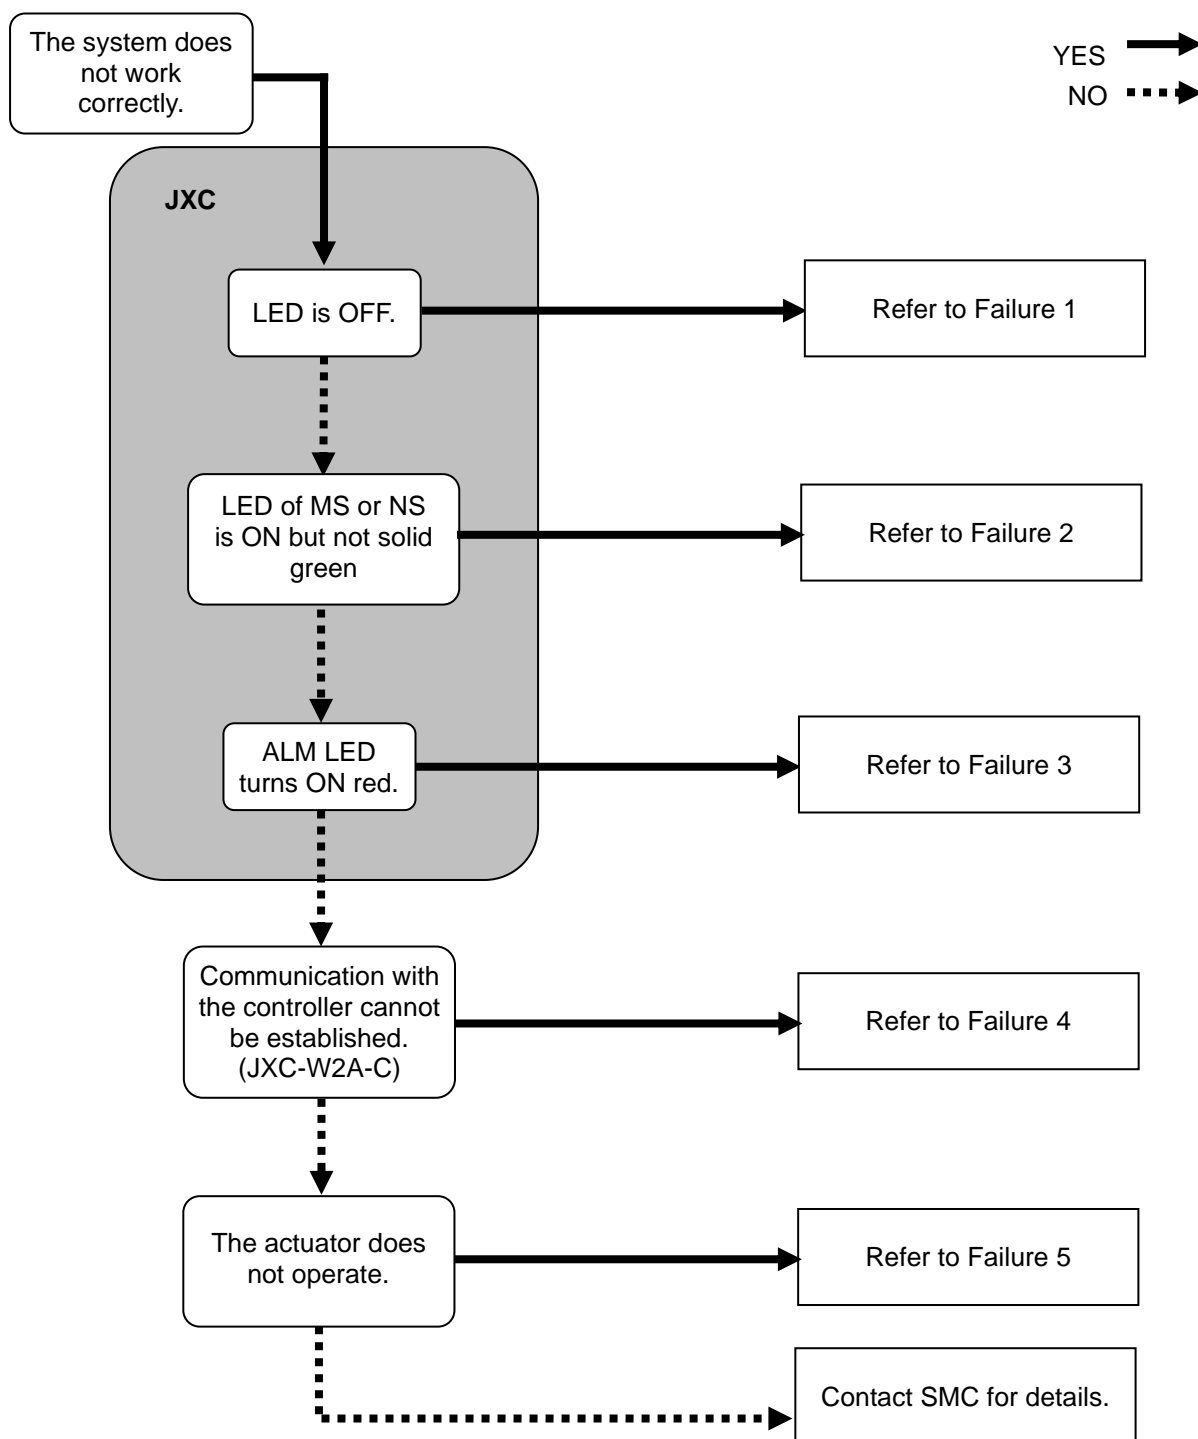 The system does
not work
correctly.
YES
NO
JXC
LED is OFF.
Refer to Failure 1
LED of MS or NS
is ON but not solid
green
Refer to Failure 2
ALM LED
turns ON red.
Refer to Failure 3
Communication with
the controller cannot
be established.
(JXC-W2A-C)
Refer to Failure 4
The actuator does
not operate.
Refer to Failure 5
Contact SMC for details.